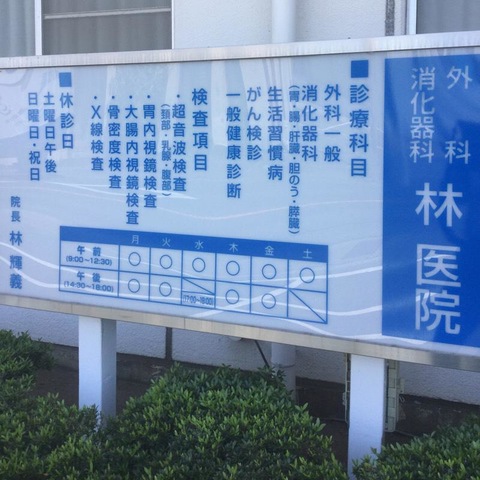 外科
消化器科
林医院
■診療科目
外科一般
消化器科
(胃・腸・肝臓・胆のう・膵臓)
生活習慣病
がん検診
一般健康診断
検査項目
・超音波検査
(頚部・乳腺・腹部)
・胃内視鏡検査
・大腸内視鏡検査
・骨密度検査
・X線検査
■休診日
土曜日午後
日曜日・祝日
院長 林 輝義
月 火 水 木 金 土
午前 (9:00~12:30) ○ ○ ○ ○ ○ ○
午後 (14:00~18:00) ○ ○ (17:00~18:00) ○ ○